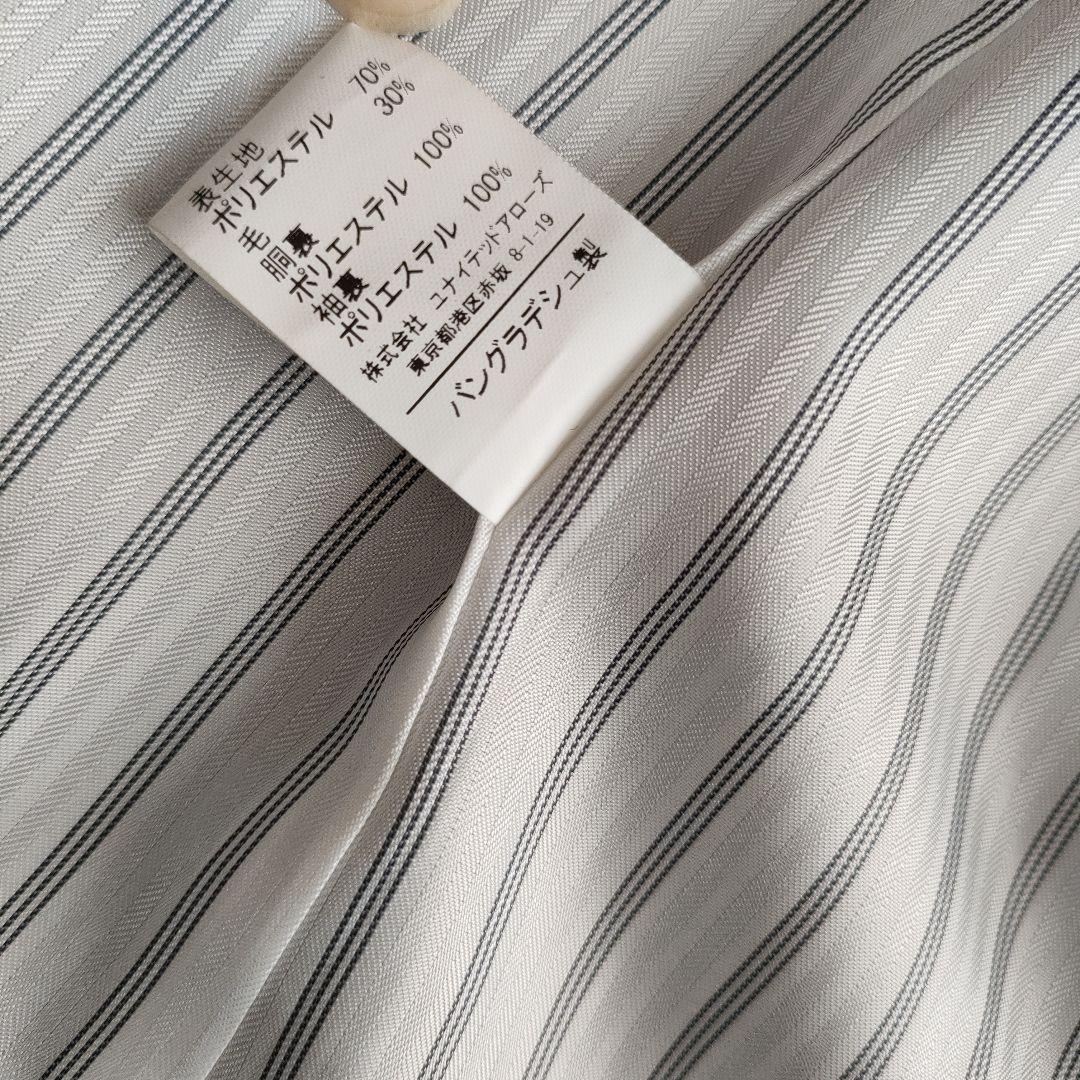 表生地
ポリエステル 70%
毛 30%
胴裏
ポリエステル 100%
袖裏
ポリエステル 100%
株式会社 ユナイテッドアローズ
東京都港区赤坂 8-1-19
バングラデシュ製